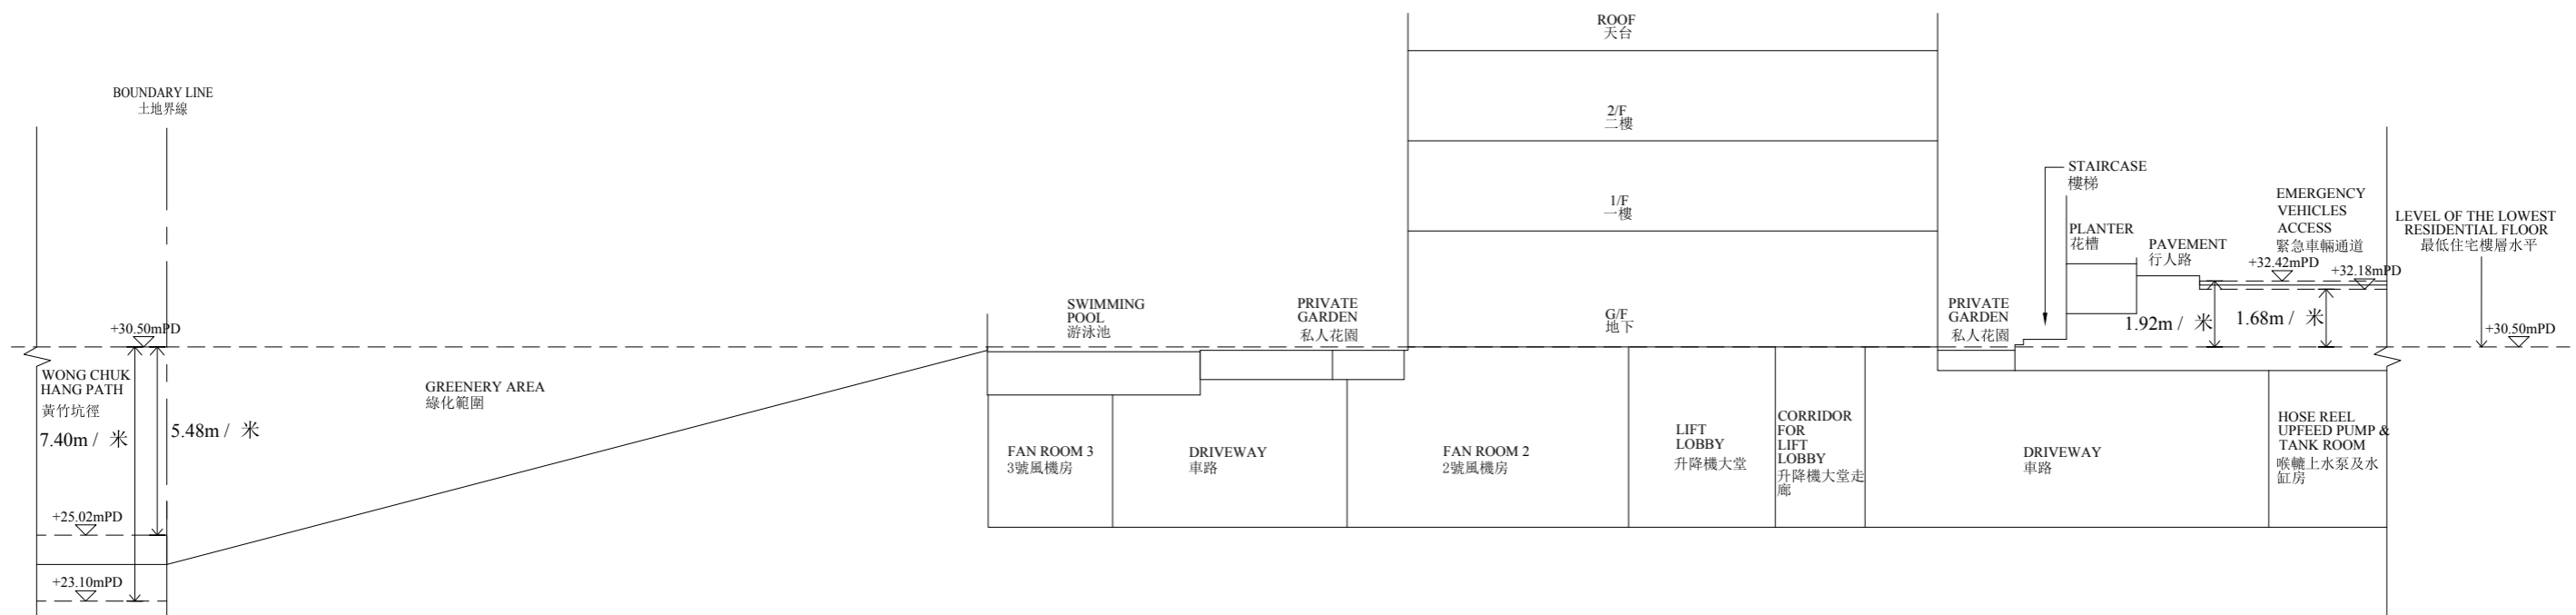 ROOF
天台
BOUNDARY LINE
土地界線
2/F
二樓
1/F
一樓
STAIRCASE
樓梯
PLANTER
花槽
PAVEMENT
行人路
EMERGENCY
VEHICLES
ACCESS
緊急車輛通道
+32.42mPD
+32.18mPD
LEVEL OF THE LOWEST
RESIDENTIAL FLOOR
最低住宅樓層水平
SWIMMING
POOL
游泳池
PRIVATE
GARDEN
私人花園
G/F
地下
PRIVATE
GARDEN
私人花園
1.92m / 米
1.68m / 米
+30.50mPD
+30.50mPD
WONG CHUK
HANG PATH
黃竹坑徑
7.40m / 米
5.48m / 米
GREENERY AREA
綠化範圍
+25.02mPD
+23.10mPD
FAN ROOM 3
3號風機房
DRIVEWAY
車路
FAN ROOM 2
2號風機房
LIFT
LOBBY
升降機大堂
CORRIDOR
FOR
LIFT
LOBBY
升降機大堂走
廊
DRIVEWAY
車路
HOSE REEL
UPFEED PUMP &
TANK ROOM
喉轆上水泵及水
缸房